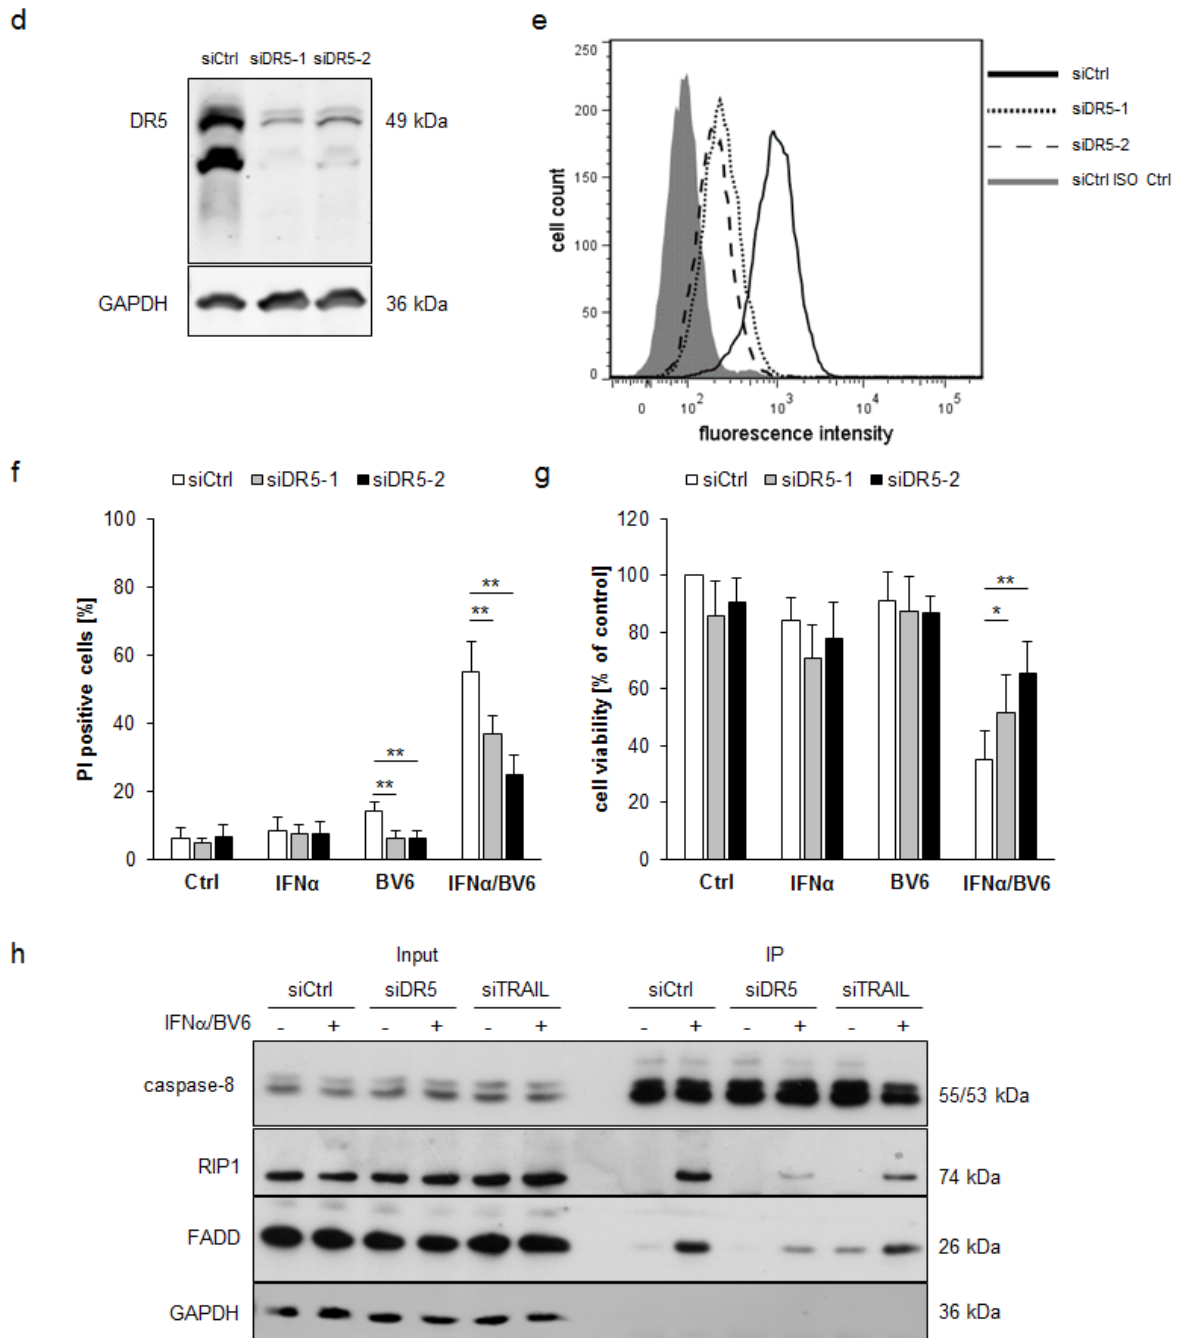 d
siCtrl siDR5-1 siDR5-2
DR5 49 kDa
GAPDH 36 kDa
e
250
200
150
100
50
0
cell count
0 10^2 10^3 10^4 10^5
fluorescence intensity
siCtrl
siDR5-1
siDR5-2
siCtrl ISO Ctrl
f
siCtrl siDR5-1 siDR5-2
100
80
60
40
20
0
PI positive cells [%]
** ** ** **
Ctrl IFNα BV6 IFNα/BV6
g
siCtrl siDR5-1 siDR5-2
120
100
80
60
40
20
0
cell viability [% of control]
** *
Ctrl IFNα BV6 IFNα/BV6
h
Input IP
siCtrl siDR5 siTRAIL siCtrl siDR5 siTRAIL
IFNα/BV6 - + - + - + - + - + - +
caspase-8 55/53 kDa
RIP1 74 kDa
FADD 26 kDa
GAPDH 36 kDa